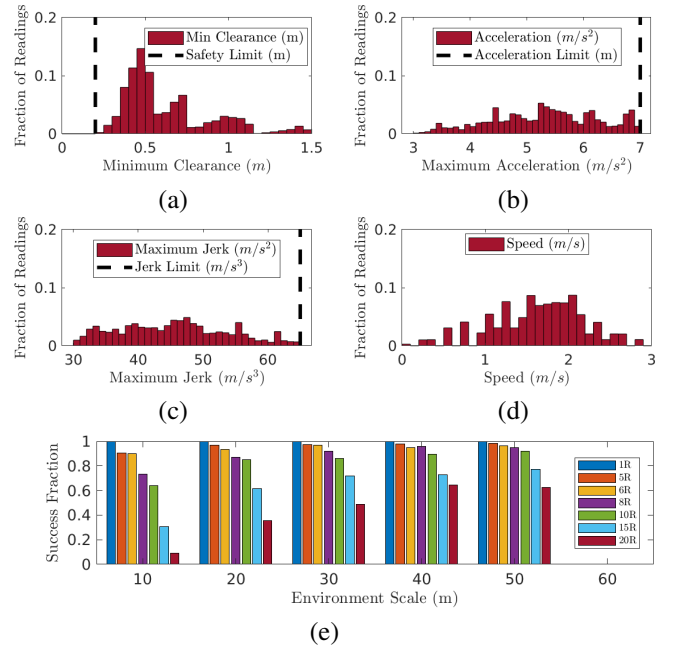 0.2
0.1
0
Fraction of Readings
Min Clearance (m)
Safety Limit (m)
0
0.5
1
1.5
Minimum Clearance (m)
(a)
0.2
0.1
0
Fraction of Readings
Acceleration (m/s²)
Acceleration Limit (m)
3
4
5
6
7
Maximum Acceleration (m/s²)
(b)
0.2
0.1
0
Fraction of Readings
Maximum Jerk (m/s²)
Jerk Limit (m/s³)
30
40
50
60
Maximum Jerk (m/s³)
(c)
0.2
0.1
0
Fraction of Readings
Speed (m/s)
0
1
2
3
Speed (m/s)
(d)
1
0.8
0.6
0.4
0.2
0
Success Fraction
1R
5R
6R
8R
10R
15R
20R
10
20
30
40
50
60
Environment Scale (m)
(e)